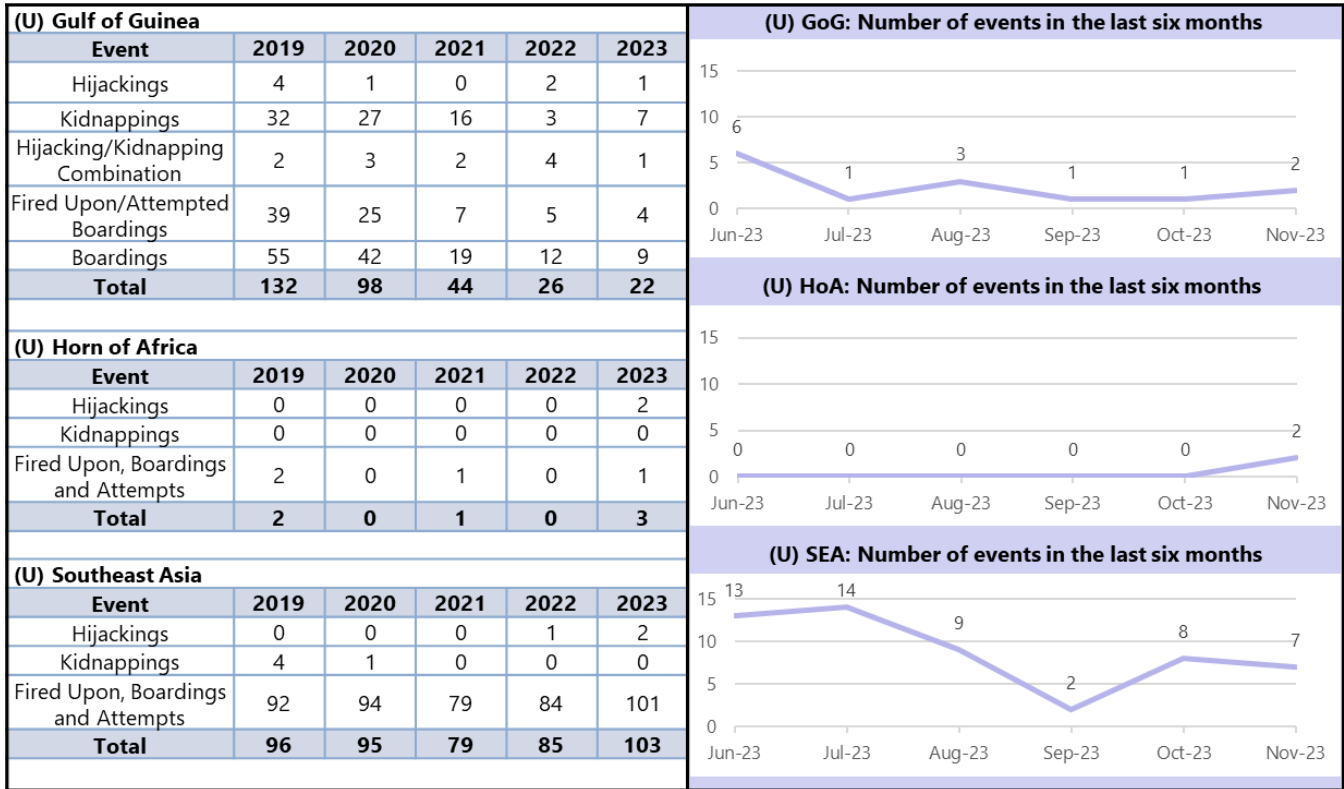 (U) Gulf of Guinea
Event 2019 2020 2021 2022 2023
Hijackings 4 1 0 2 1
Kidnappings 32 27 16 3 7
Hijacking/Kidnapping
Combination 2 3 2 4 1
Fired Upon/Attempted
Boardings 39 25 7 5 4
Boardings 55 42 19 12 9
Total 132 98 44 26 22
(U) Horn of Africa
Event 2019 2020 2021 2022 2023
Hijackings 0 0 0 0 2
Kidnappings 0 0 0 0 0
Fired Upon, Boardings
and Attempts 2 0 1 0 1
Total 2 0 1 0 3
(U) Southeast Asia
Event 2019 2020 2021 2022 2023
Hijackings 0 0 0 1 2
Kidnappings 4 1 0 0 0
Fired Upon, Boardings
and Attempts 92 94 79 84 101
Total 96 95 79 85 103
(U) GoG: Number of events in the last six months
15
10
5
0
6 1 3 1 1 2
Jun-23 Jul-23 Aug-23 Sep-23 Oct-23 Nov-23
(U) HoA: Number of events in the last six months
15
10
5
0
0 0 0 0 0 2
Jun-23 Jul-23 Aug-23 Sep-23 Oct-23 Nov-23
(U) SEA: Number of events in the last six months
15
10
5
0
13 14 9 2 8 7
Jun-23 Jul-23 Aug-23 Sep-23 Oct-23 Nov-23